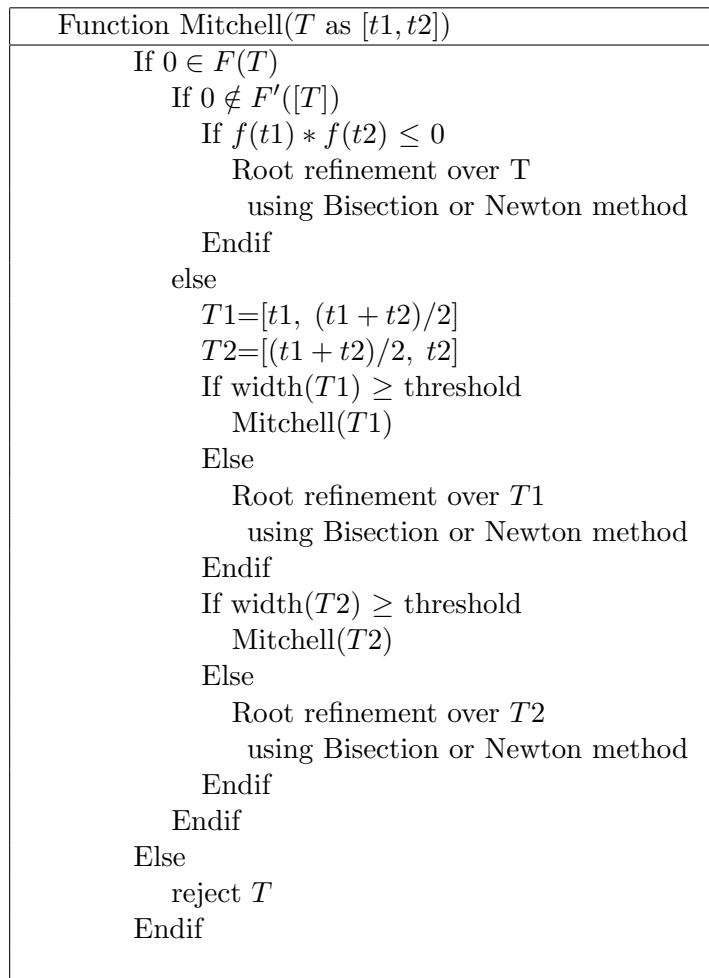 Function Mitchell(T as [t1, t2])
If 0 ∈ F(T)
If 0 ∉ F′([T])
If f(t1) ∗ f(t2) ≤ 0
Root refinement over T
using Bisection or Newton method
Endif
else
T1=[t1, (t1 + t2)/2]
T2=[(t1 + t2)/2, t2]
If width(T1) ≥ threshold
Mitchell(T1)
Else
Root refinement over T1
using Bisection or Newton method
Endif
If width(T2) ≥ threshold
Mitchell(T2)
Else
Root refinement over T2
using Bisection or Newton method
Endif
Endif
Else
reject T
Endif